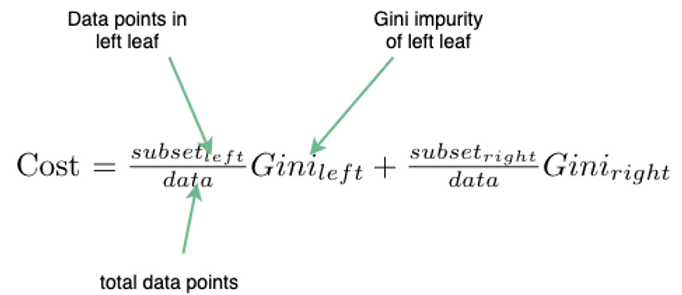 Data points in
left leaf
Gini impurity
of left leaf
Cost = \frac{subset_{left}}{data} Gini_{left} + \frac{subset_{right}}{data} Gini_{right}
total data points